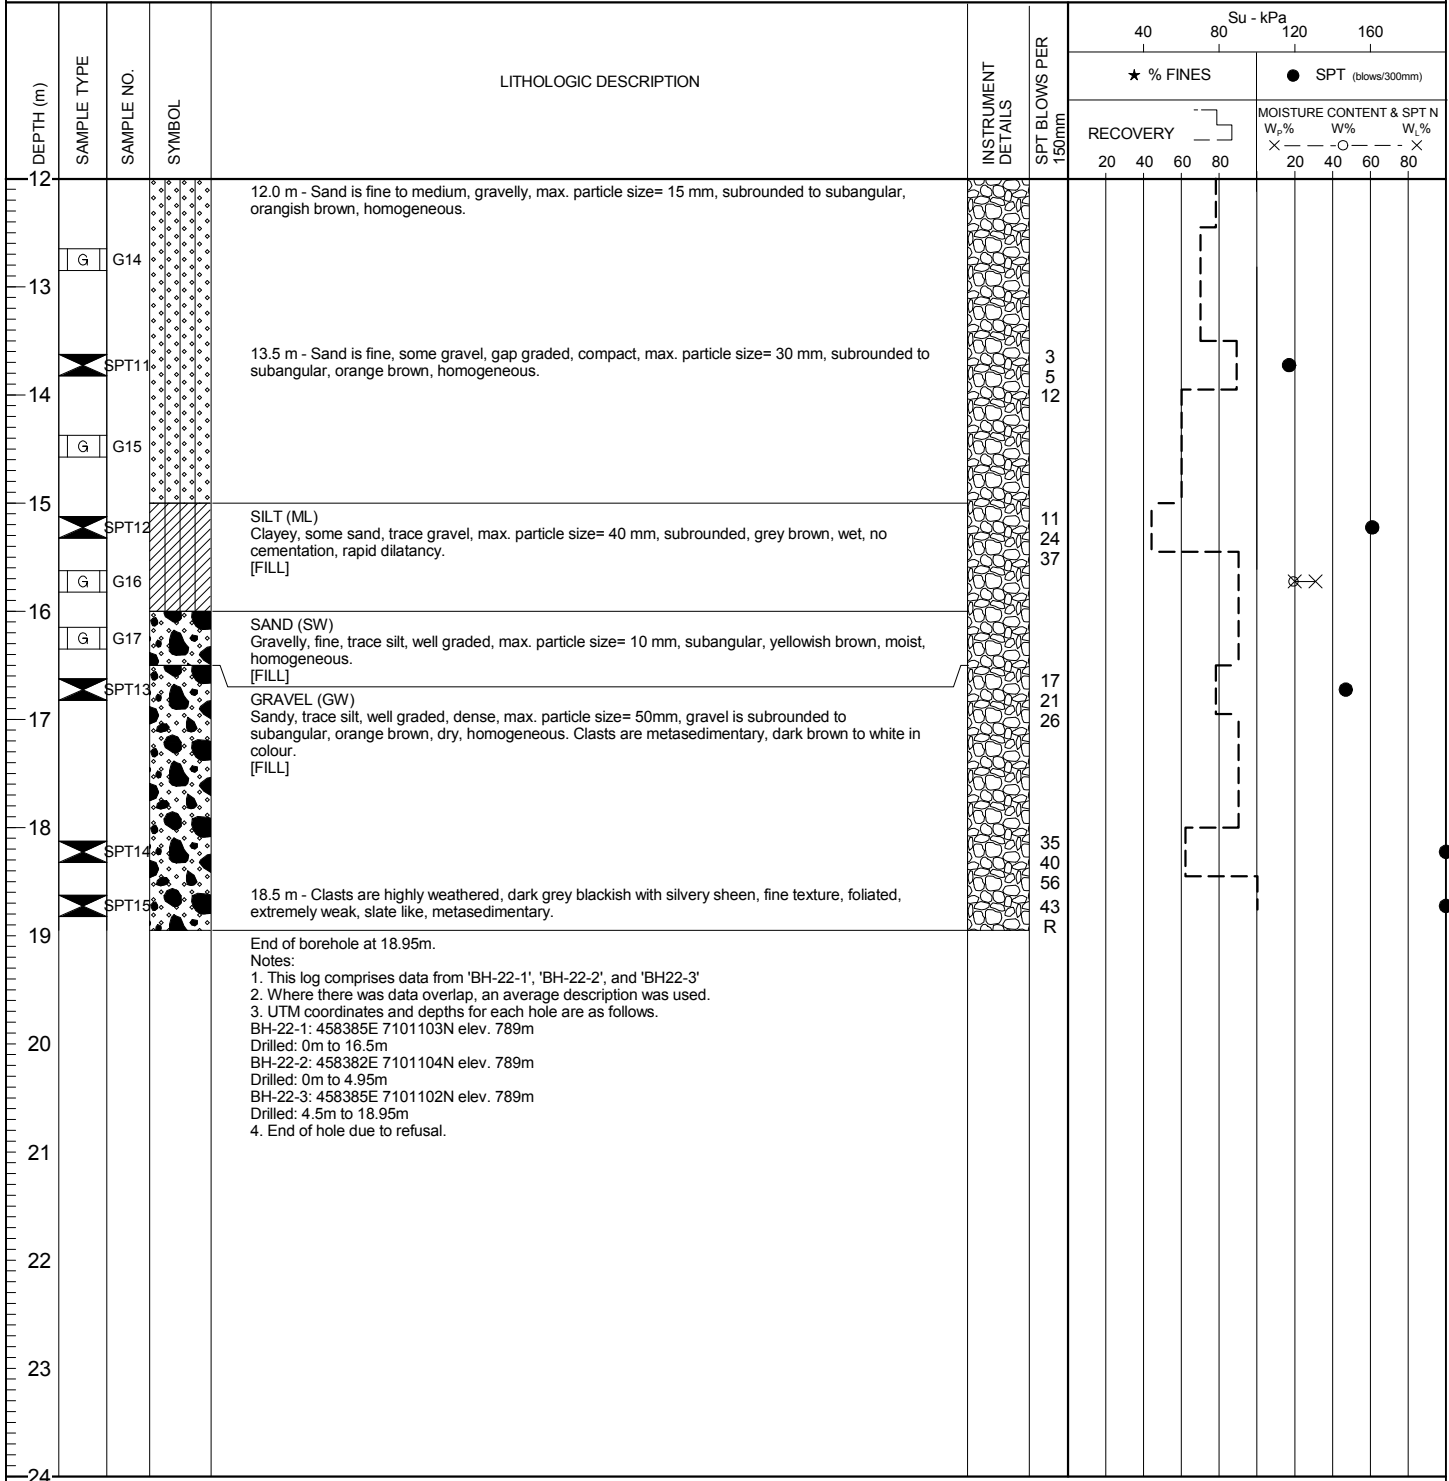 DEPTH (m)
SAMPLE TYPE
SAMPLE NO.
SYMBOL
LITHOLOGIC DESCRIPTION
INSTRUMENT
DETAILS
SPT BLOWS PER
150mm
Su - kPa
40 80 120 160
★ % FINES
● SPT (blows/300mm)
RECOVERY
MOISTURE CONTENT & SPT N
WP% W% WL%
20 40 60 80 20 40 60 80
12
12.0 m - Sand is fine to medium, gravelly, max. particle size= 15 mm, subrounded to subangular,
orangish brown, homogeneous.
G G14
13
13.5 m - Sand is fine, some gravel, gap graded, compact, max. particle size= 30 mm, subrounded to
subangular, orange brown, homogeneous.
SPT11
3
5
12
14
G G15
15
SILT (ML)
Clayey, some sand, trace gravel, max. particle size= 40 mm, subrounded, grey brown, wet, no
cementation, rapid dilatancy.
[FILL]
SPT12
11
24
37
G G16
16
SAND (SW)
Gravelly, fine, trace silt, well graded, max. particle size= 10 mm, subangular, yellowish brown, moist,
homogeneous.
[FILL]
G G17
SPT13
17
21
26
GRAVEL (GW)
Sandy, trace silt, well graded, dense, max. particle size= 50mm, gravel is subrounded to
subangular, orange brown, dry, homogeneous. Clasts are metasedimentary, dark brown to white in
colour.
[FILL]
17
18
SPT14
35
40
56
18.5 m - Clasts are highly weathered, dark grey blackish with silvery sheen, fine texture, foliated,
extremely weak, slate like, metasedimentary.
SPT15
43
R
19
End of borehole at 18.95m.
Notes:
1. This log comprises data from 'BH-22-1', 'BH-22-2', and 'BH22-3'
2. Where there was data overlap, an average description was used.
3. UTM coordinates and depths for each hole are as follows.
BH-22-1: 458385E 7101103N elev. 789m
Drilled: 0m to 16.5m
BH-22-2: 458382E 7101104N elev. 789m
Drilled: 0m to 4.95m
BH-22-3: 458385E 7101102N elev. 789m
Drilled: 4.5m to 18.95m
4. End of hole due to refusal.
20
21
22
23
24